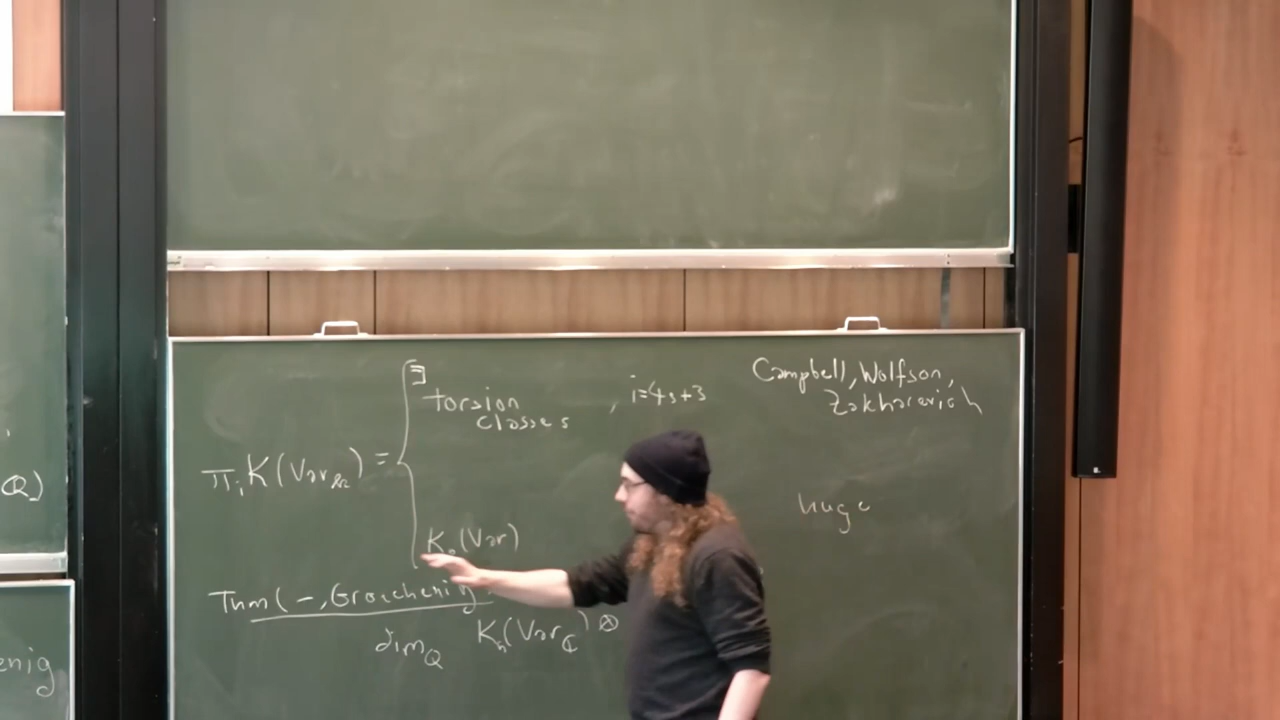 Q)
enig
∃
torsion
classes , i=4s+3
Campbell, Wolfson,
Zakharevich
π_i K(Var_k) =
huge
K_0(Var)
Thm (-, Groechenig
dim_Q K_n(Var_ℂ) ⊗